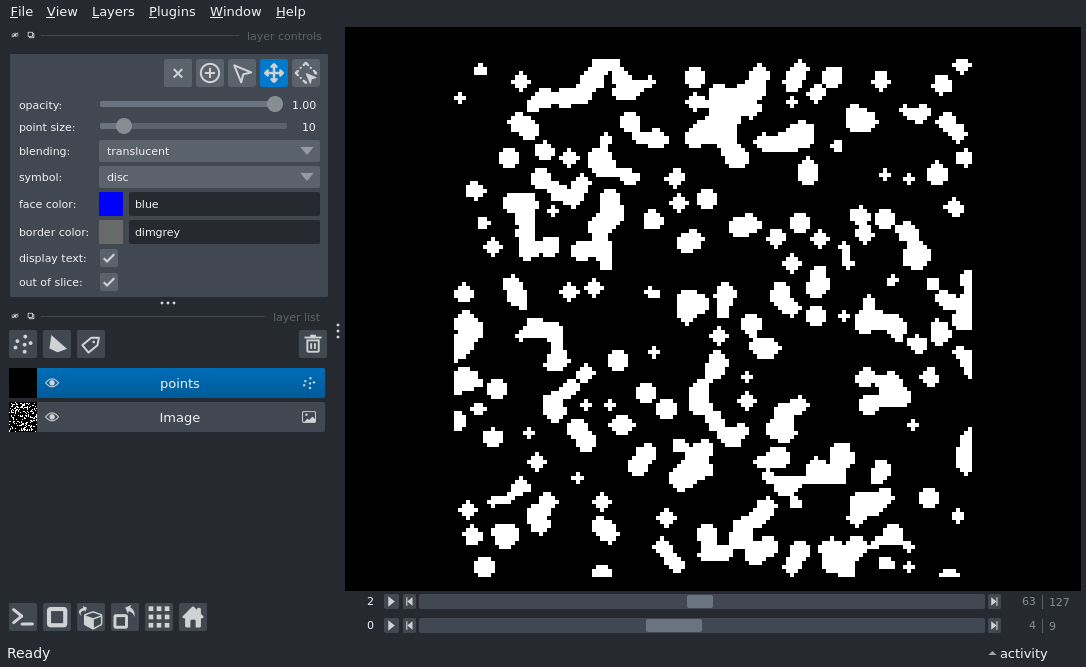 File View Layers Plugins Window Help
layer controls
opacity: 1.00
point size: 10
blending: translucent
symbol: disc
face color: blue
border color: dimgrey
display text:
out of slice:
layer list
points
Image
2 63 127
0 4 9
Ready activity